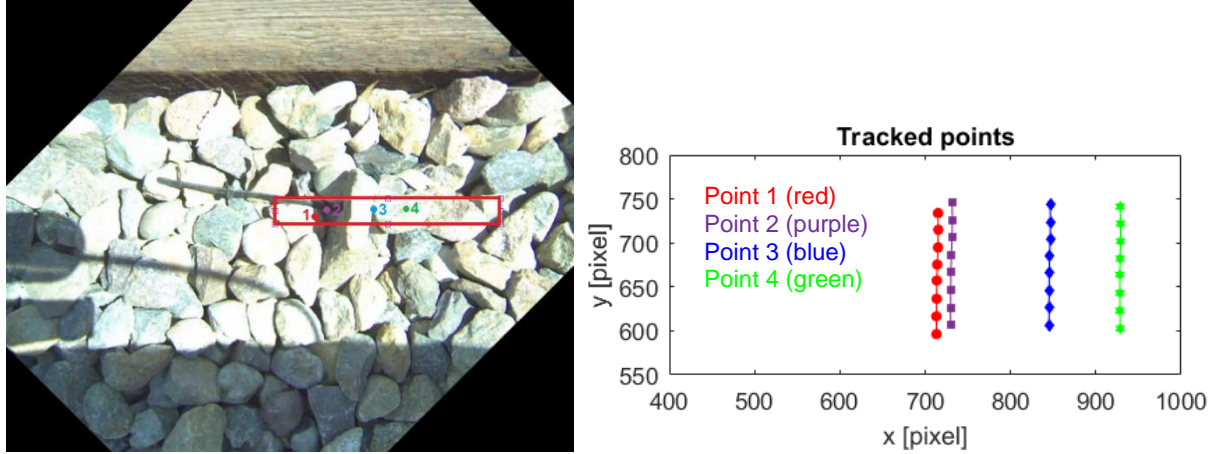 1 2 3 4
Tracked points
800
750
700
650
600
550
y [pixel]
Point 1 (red)
Point 2 (purple)
Point 3 (blue)
Point 4 (green)
400 500 600 700 800 900 1000
x [pixel]